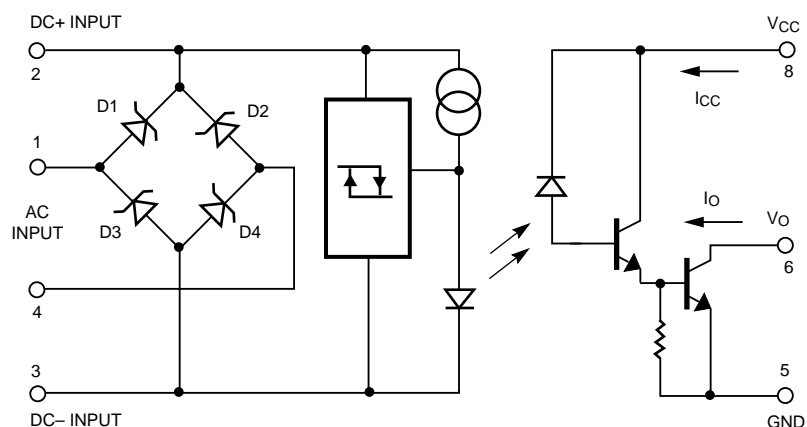 DC+ INPUT
2
D1
D2
1
AC
INPUT
D3
D4
4
3
DC– INPUT
VCC
8
ICC
IO
VO
6
5
GND